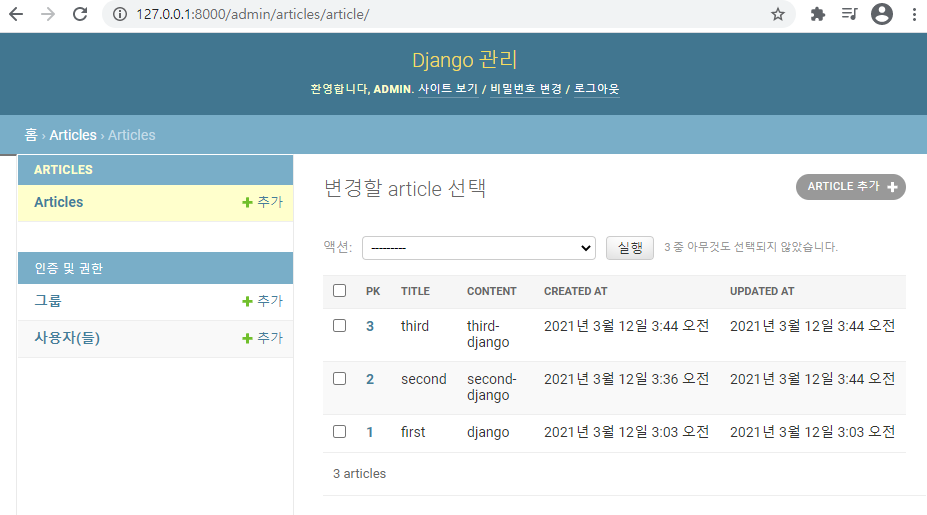 127.0.0.1:8000/admin/articles/article/
Django 관리
환영합니다, ADMIN. 사이트 보기 / 비밀번호 변경 / 로그아웃
홈 › Articles › Articles
ARTICLES
Articles + 추가
인증 및 권한
그룹 + 추가
사용자(들) + 추가
변경할 article 선택
ARTICLE 추가 +
액션: --------- 실행 3 중 아무것도 선택되지 않았습니다.
PK TITLE CONTENT CREATED AT UPDATED AT
3 third third-django 2021년 3월 12일 3:44 오전 2021년 3월 12일 3:44 오전
2 second second-django 2021년 3월 12일 3:36 오전 2021년 3월 12일 3:44 오전
1 first django 2021년 3월 12일 3:03 오전 2021년 3월 12일 3:03 오전
3 articles